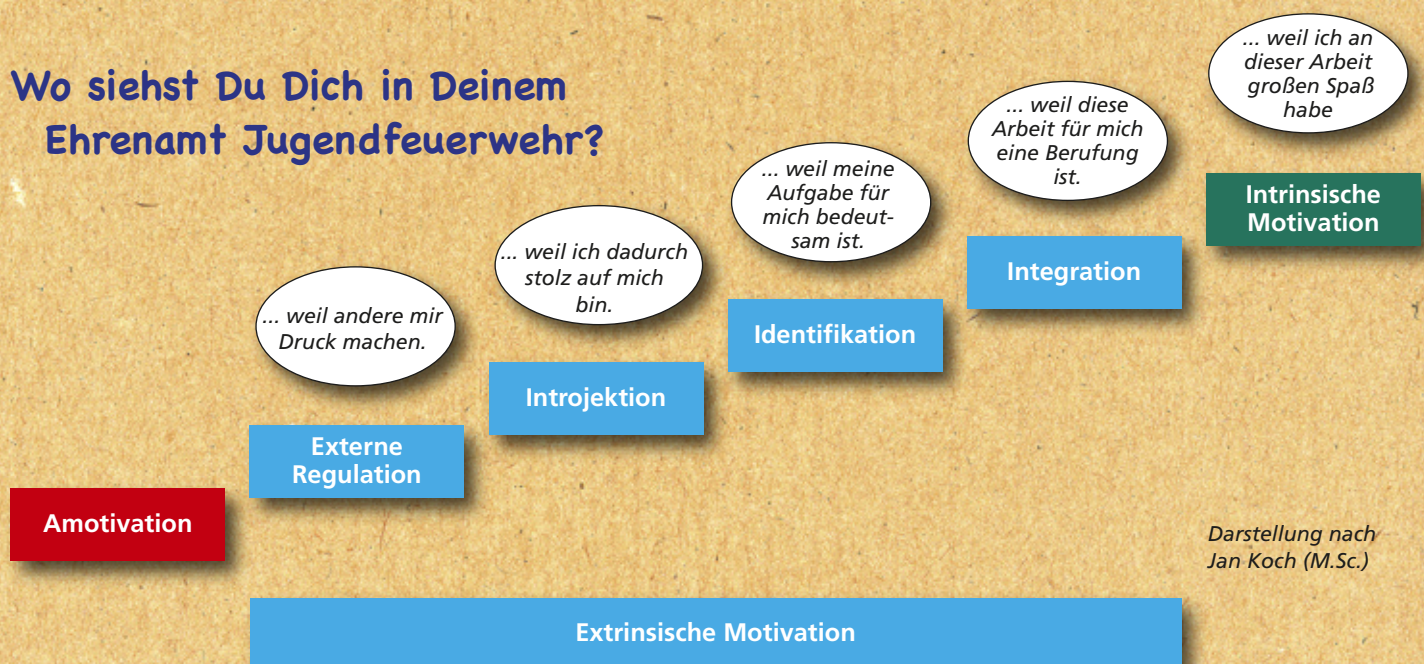 Wo siehst Du Dich in Deinem
Ehrenamt Jugendfeuerwehr?
... weil ich an
dieser Arbeit
großen Spaß
habe
Intrinsische
Motivation
... weil diese
Arbeit für mich
eine Berufung
ist.
Integration
... weil meine
Aufgabe für
mich bedeut-
sam ist.
Identifikation
... weil ich dadurch
stolz auf mich
bin.
Introjektion
... weil andere mir
Druck machen.
Externe
Regulation
Amotivation
Darstellung nach
Jan Koch (M.Sc.)
Extrinsische Motivation